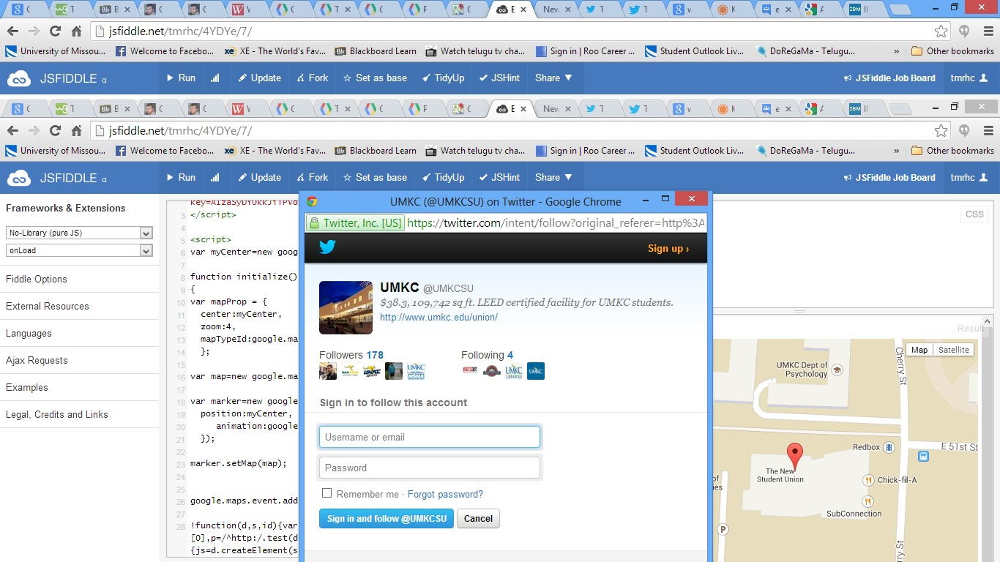 jsfiddle.net/tmrhc/4YDYe/7/
University of Missou... Welcome to Facebo... XE - The World's Fav... Blackboard Learn Watch telugu tv cha... Sign in | Roo Career ... Student Outlook Liv... DoReGaMa - Telugu... » Other bookmarks
JSFIDDLE α Run Update Fork Set as base TidyUp JSHint Share JSFiddle Job Board tmrhc
jsfiddle.net/tmrhc/4YDYe/7/
University of Missou... Welcome to Facebo... XE - The World's Fav... Blackboard Learn Watch telugu tv cha... Sign in | Roo Career ... Student Outlook Liv... DoReGaMa - Telugu... » Other bookmarks
JSFIDDLE α Run Update Fork Set as base TidyUp JSHint Share JSFiddle Job Board tmrhc
Frameworks & Extensions
No-Library (pure JS)
onLoad
Fiddle Options
External Resources
Languages
Ajax Requests
Examples
Legal, Credits and Links
3 </script>
4
5 <script>
6 var myCenter=new goog
7
8 function initialize()
9 {
10 var mapProp = {
11 center:myCenter,
12 zoom:4,
13 mapTypeId:google.ma
14 };
15
16 var map=new google.ma
17
18 var marker=new google
19 position:myCenter,
20 animation:google
21 });
22
23 marker.setMap(map);
24
25
26 google.maps.event.add
27
28 !function(d,s,id){var
[0],p=/^http:/.test(d
{js=d.createElement(s
UMKC (@UMKCSU) on Twitter - Google Chrome
Twitter, Inc. [US] https://twitter.com/intent/follow?original_referer=http%3A
Sign up ›
UMKC @UMKCSU
$38.3, 109,742 sq ft. LEED certified facility for UMKC students.
http://www.umkc.edu/union/
Followers 178 Following 4
Sign in to follow this account
Username or email
Password
Remember me · Forgot password?
Sign in and follow @UMKCSU Cancel
CSS
Result
Map Satellite
UMKC Dept of
Psychology
Cherry St
Redbox
E 51st St
The New
Student Union
Chick-fil-A
SubConnection
P